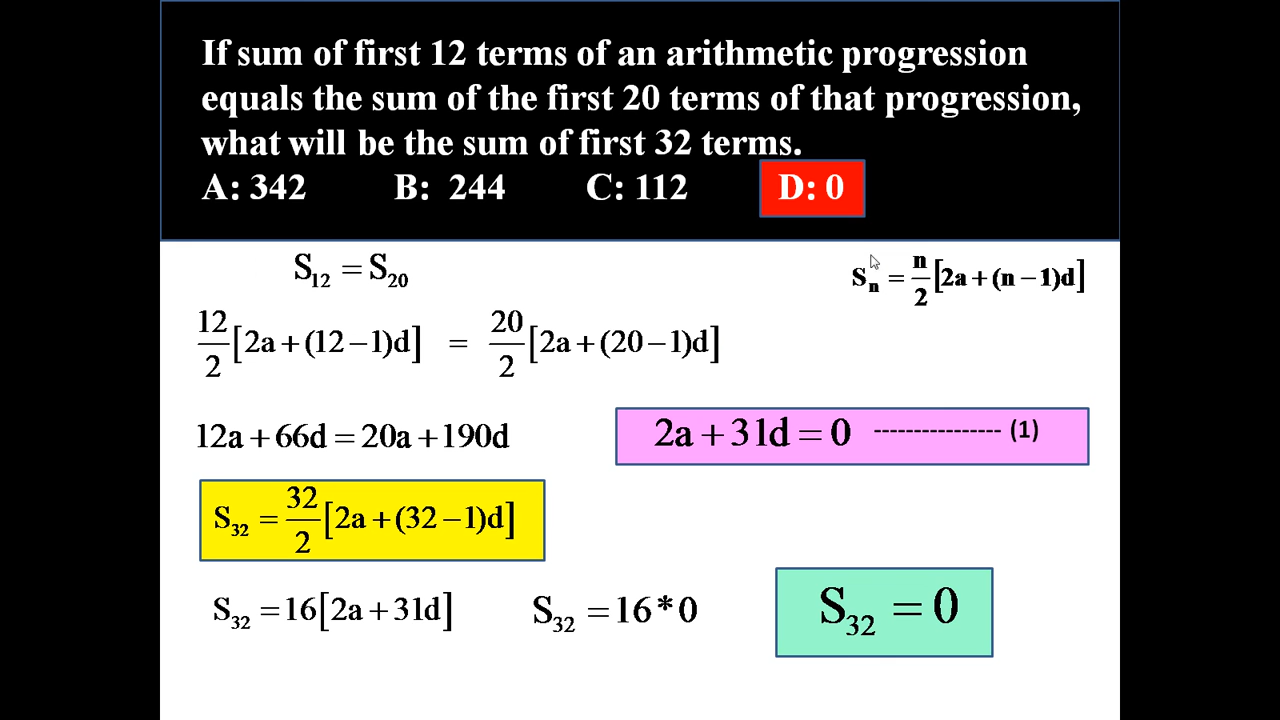 If sum of first 12 terms of an arithmetic progression
equals the sum of the first 20 terms of that progression,
what will be the sum of first 32 terms.
A: 342 B: 244 C: 112 D: 0
S₁₂ = S₂₀
Sₙ = n/2 [2a + (n − 1)d]
12/2 [2a + (12 − 1)d] = 20/2 [2a + (20 − 1)d]
12a + 66d = 20a + 190d
2a + 31d = 0 ---------------- (1)
S₃₂ = 32/2 [2a + (32 − 1)d]
S₃₂ = 16[2a + 31d] S₃₂ = 16 * 0 S₃₂ = 0